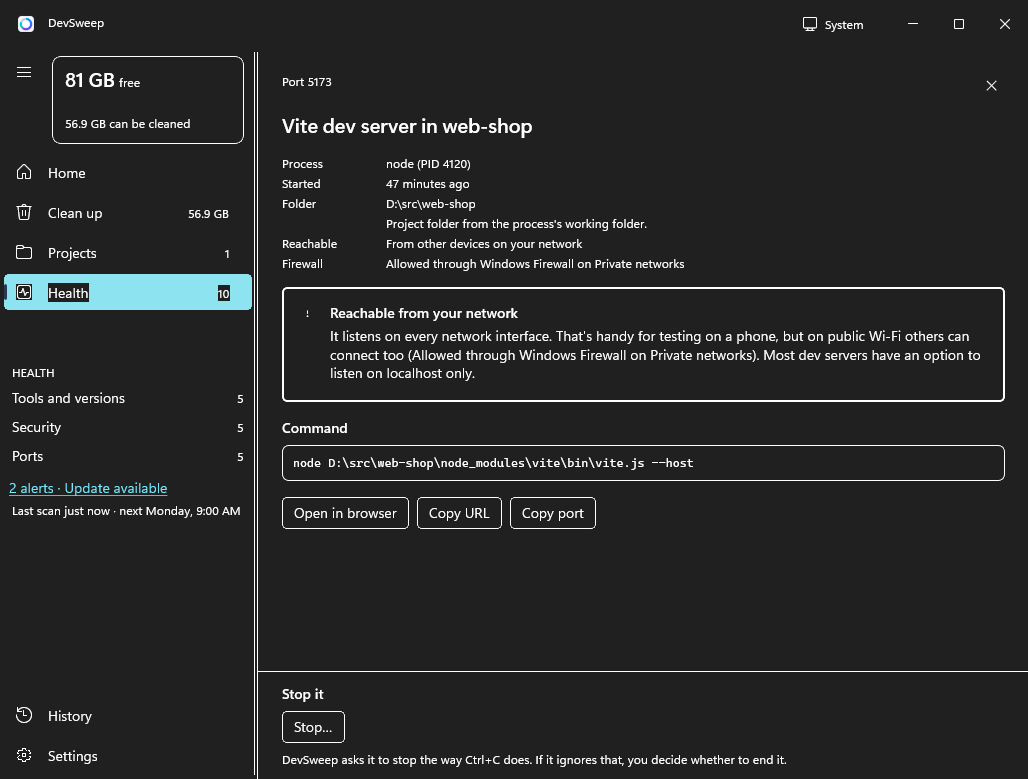 DevSweep
System
81 GB free
56.9 GB can be cleaned
Home
Clean up 56.9 GB
Projects 1
Health 10
HEALTH
Tools and versions 5
Security 5
Ports 5
2 alerts · Update available
Last scan just now · next Monday, 9:00 AM
History
Settings
Port 5173
Vite dev server in web-shop
Process node (PID 4120)
Started 47 minutes ago
Folder D:\src\web-shop
Project folder from the process's working folder.
Reachable From other devices on your network
Firewall Allowed through Windows Firewall on Private networks
! Reachable from your network
It listens on every network interface. That's handy for testing on a phone, but on public Wi-Fi others can
connect too (Allowed through Windows Firewall on Private networks). Most dev servers have an option to
listen on localhost only.
Command
node D:\src\web-shop\node_modules\vite\bin\vite.js --host
Open in browser Copy URL Copy port
Stop it
Stop...
DevSweep asks it to stop the way Ctrl+C does. If it ignores that, you decide whether to end it.